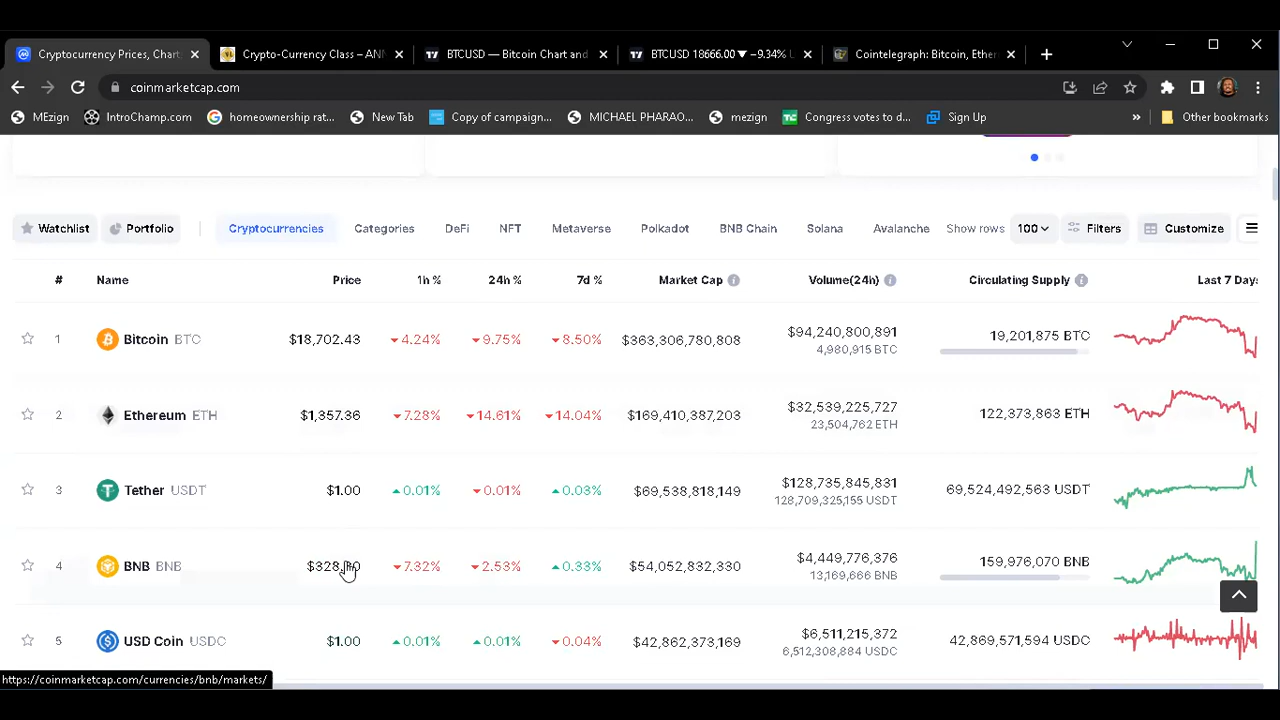 Cryptocurrency Prices, Chart
Crypto-Currency Class – ANN
BTCUSD — Bitcoin Chart and
BTCUSD 18666.00 ▼ −9.34% U
Cointelegraph: Bitcoin, Ether
coinmarketcap.com
MEzign
IntroChamp.com
homeownership rat...
New Tab
Copy of campaign...
MICHAEL PHARAO...
mezign
Congress votes to d...
Sign Up
»
Other bookmarks
Watchlist
Portfolio
Cryptocurrencies
Categories
DeFi
NFT
Metaverse
Polkadot
BNB Chain
Solana
Avalanche
Show rows
100
Filters
Customize
# Name Price 1h % 24h % 7d % Market Cap Volume(24h) Circulating Supply Last 7 Days
1 Bitcoin BTC $18,702.43 4.24% 9.75% 8.50% $363,306,780,808 $94,240,800,891 19,201,875 BTC
4,980,915 BTC
2 Ethereum ETH $1,357.36 7.28% 14.61% 14.04% $169,410,387,203 $32,539,225,727 122,373,863 ETH
23,504,762 ETH
3 Tether USDT $1.00 0.01% 0.01% 0.03% $69,538,818,149 $128,735,845,831 69,524,492,563 USDT
128,709,325,155 USDT
4 BNB BNB 7.32% 2.53% 0.33% $54,052,832,330 $4,449,776,376 159,976,070 BNB
13,169,666 BNB
5 USD Coin USDC $1.00 0.01% 0.01% 0.04% $42,862,373,169 $6,511,215,372 42,869,571,594 USDC
6,512,308,884 USDC
https://coinmarketcap.com/currencies/bnb/markets/